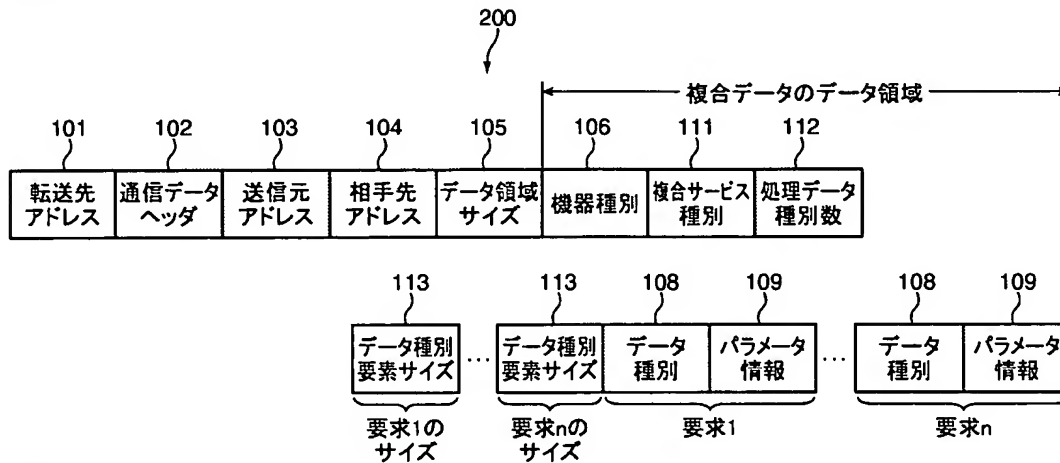 200
複合データのデータ領域
101 102 103 104 105 106 111 112
転送先
アドレス
通信データ
ヘッダ
送信元
アドレス
相手先
アドレス
データ領域
サイズ
機器種別
複合サービス
種別
処理データ
種別数
113 113 108 109 108 109
データ種別
要素サイズ
…
データ種別
要素サイズ
データ
種別
パラメータ
情報
…
データ
種別
パラメータ
情報
要求1の
サイズ
要求nの
サイズ
要求1
要求n